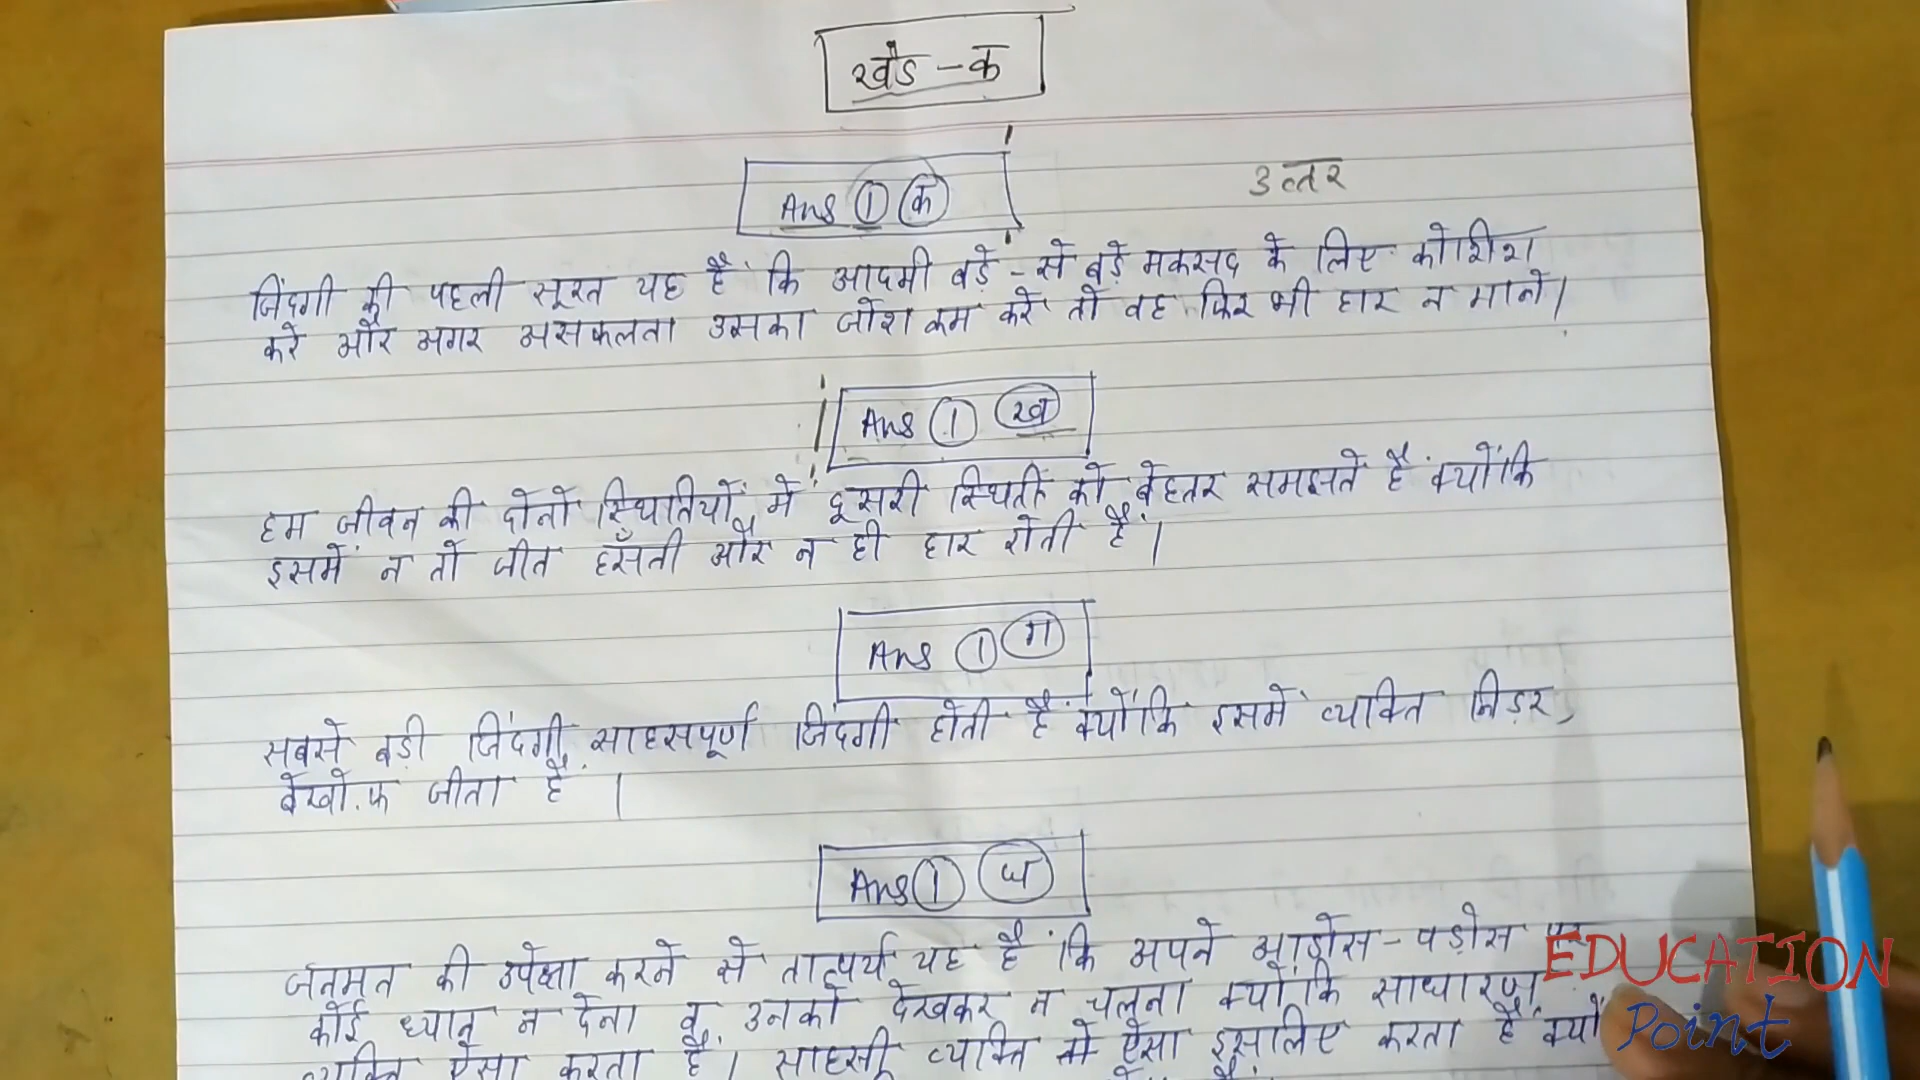 खंड - क
Ans 1 क
उत्तर
जिंदगी की पहली सूरत यह है कि आदमी बड़े - से बड़े मकसद के लिए कोशिश
करे और अगर असफलता उसका जोश कम करे तो वह फिर भी हार न माने।
Ans 1 ख
हम जीवन की दोनों स्थितियों में दूसरी स्थिती को बेहतर समझते हैं क्योंकि
इसमें न तो जीत हँसती और न ही हार रोती है।
Ans 1 ग
सबसे बड़ी जिंदगी साहसपूर्ण जिंदगी होती है क्योंकि इसमें व्यक्ति निडर,
बेखौफ जीता है।
Ans 1 घ
जनमत की उपेक्षा करने से तात्पर्य यह है कि अपने आड़ोस - पड़ोस
कोई ध्यान न देना व उनको देखकर न चलना क्योंकि साधारण
व्यक्ति ऐसा करता है। साहसी व्यक्ति ऐसा इसलिए करता है क्यों
EDUCATION
Point